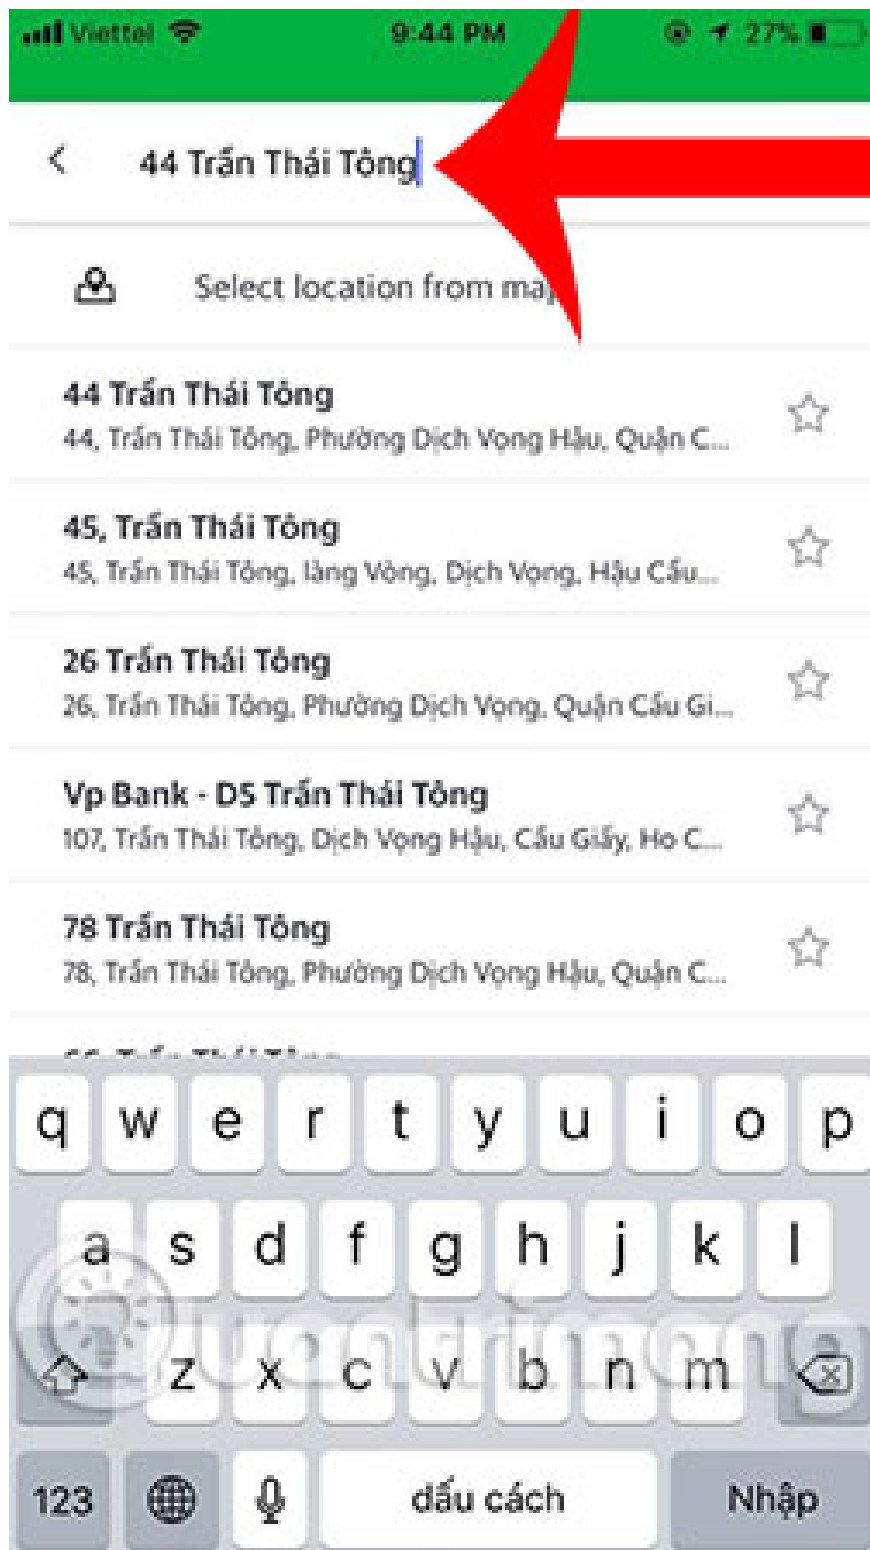 Viettel 9:44 PM 27%
44 Trần Thái Tông
Select location from map
44 Trần Thái Tông
44, Trần Thái Tông, Phường Dịch Vọng Hậu, Quận C...
45, Trần Thái Tông
45, Trần Thái Tông, làng Vòng, Dịch Vọng, Hậu Cầu...
26 Trần Thái Tông
26, Trần Thái Tông, Phường Dịch Vọng, Quận Cầu Gi...
Vp Bank - D5 Trần Thái Tông
107, Trần Thái Tông, Dịch Vọng Hậu, Cầu Giấy, Ho C...
78 Trần Thái Tông
78, Trần Thái Tông, Phường Dịch Vọng Hậu, Quận C...
q w e r t y u i o p
a s d f g h j k l
Quantrimang
z x c v b n m
123 dấu cách Nhập